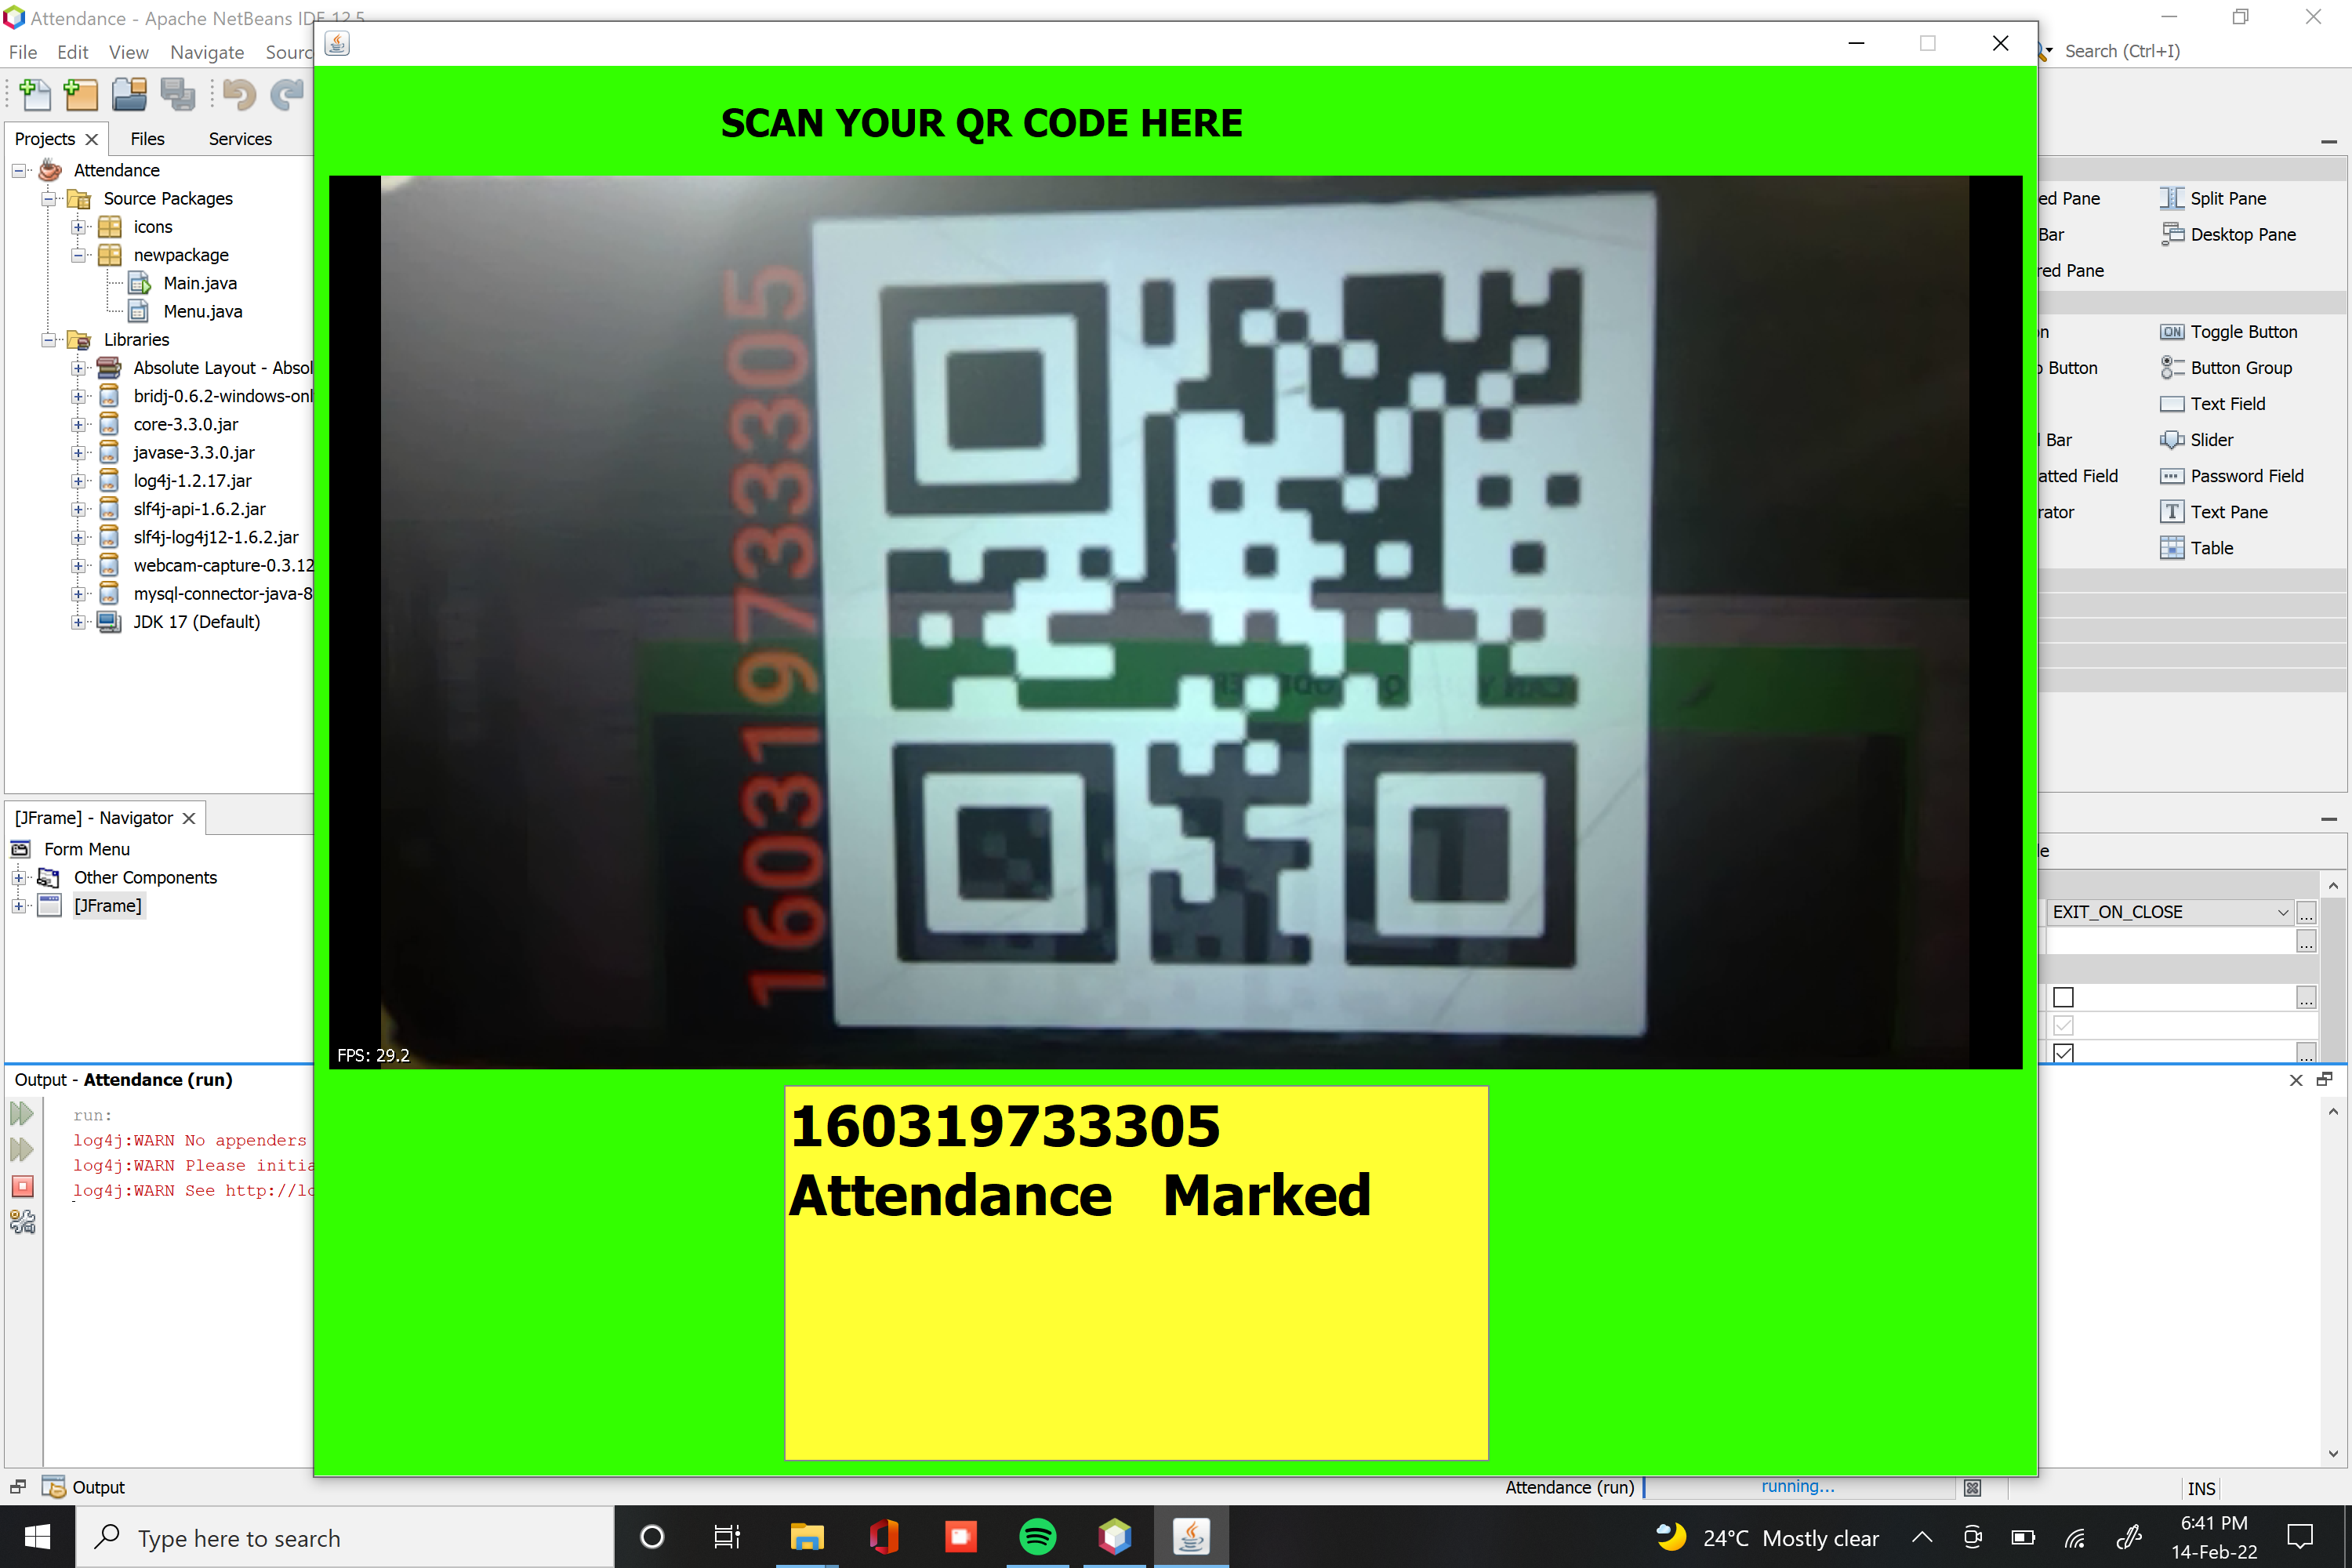 Attendance - Apache NetBeans IDE 12.5
File Edit View Navigate Sourc
Search (Ctrl+I)
SCAN YOUR QR CODE HERE
Projects Files Services
Attendance
Source Packages
icons
newpackage
Main.java
Menu.java
Libraries
Absolute Layout - Absol
bridj-0.6.2-windows-onl
core-3.3.0.jar
javase-3.3.0.jar
log4j-1.2.17.jar
slf4j-api-1.6.2.jar
slf4j-log4j12-1.6.2.jar
webcam-capture-0.3.12
mysql-connector-java-8
JDK 17 (Default)
160319733305
FPS: 29.2
ed Pane Split Pane
Bar Desktop Pane
red Pane
n ON Toggle Button
o Button Button Group
Text Field
l Bar Slider
atted Field Password Field
rator T Text Pane
Table
[JFrame] - Navigator
Form Menu
Other Components
[JFrame]
le
EXIT_ON_CLOSE
...
...
...
...
Output - Attendance (run)
run:
log4j:WARN No appenders
log4j:WARN Please initia
log4j:WARN See http://lo
160319733305
Attendance Marked
Output
Attendance (run) running... INS
Type here to search
24°C Mostly clear
6:41 PM
14-Feb-22